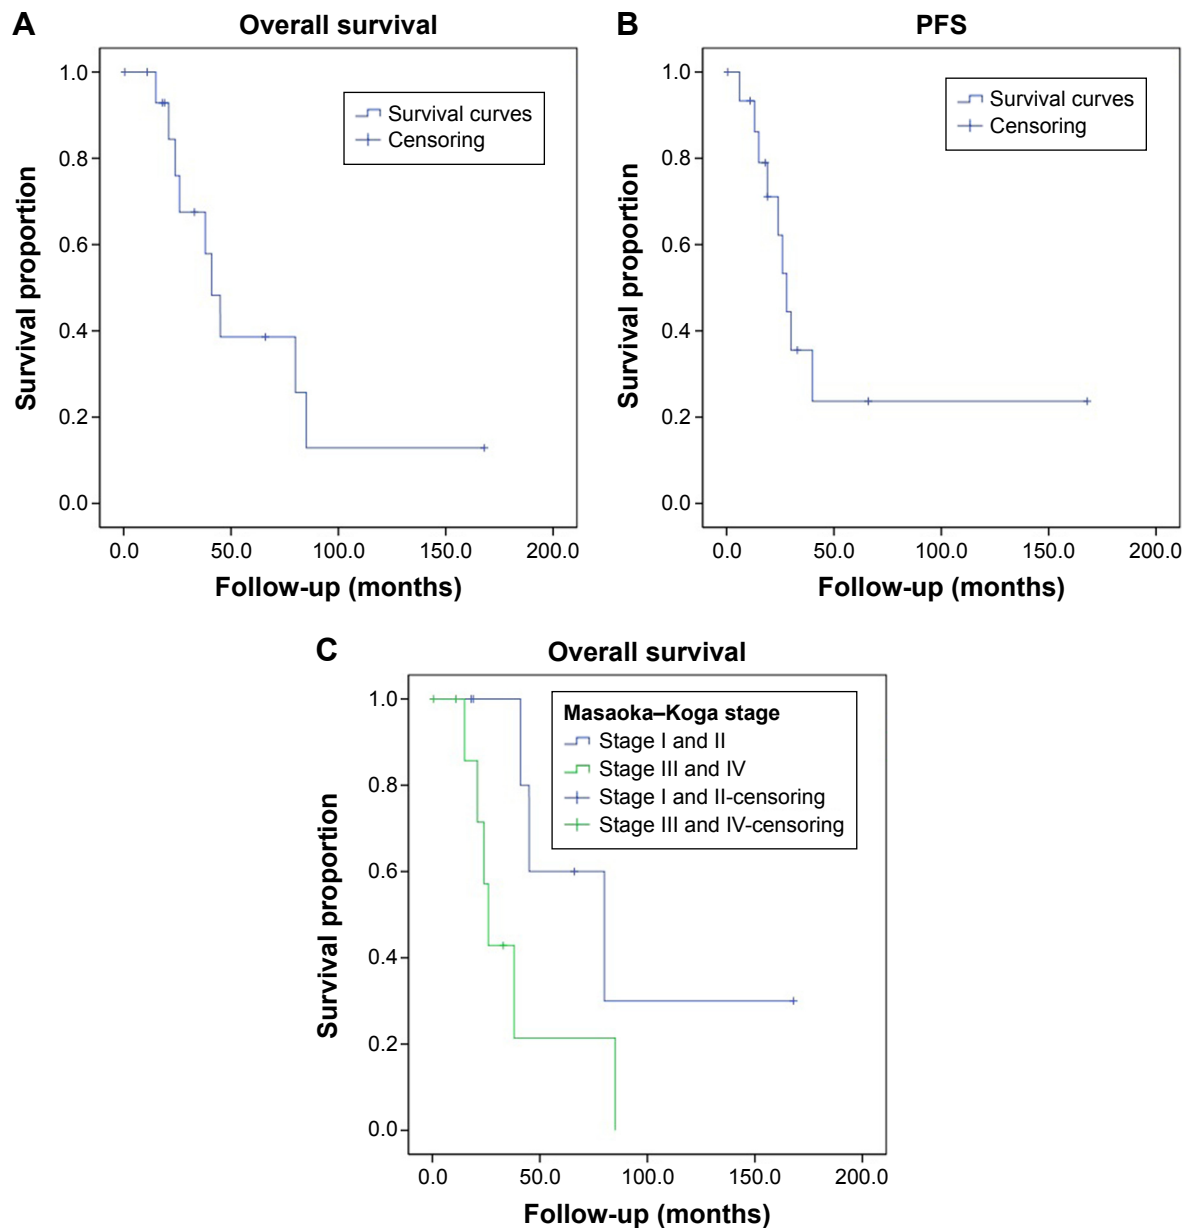 A
Overall survival
1.0
0.8
0.6
0.4
0.2
0.0
Survival proportion
Survival curves
Censoring
0.0 50.0 100.0 150.0 200.0
Follow-up (months)
B
PFS
1.0
0.8
0.6
0.4
0.2
0.0
Survival proportion
Survival curves
Censoring
0.0 50.0 100.0 150.0 200.0
Follow-up (months)
C
Overall survival
1.0
0.8
0.6
0.4
0.2
0.0
Survival proportion
Masaoka–Koga stage
Stage I and II
Stage III and IV
Stage I and II-censoring
Stage III and IV-censoring
0.0 50.0 100.0 150.0 200.0
Follow-up (months)